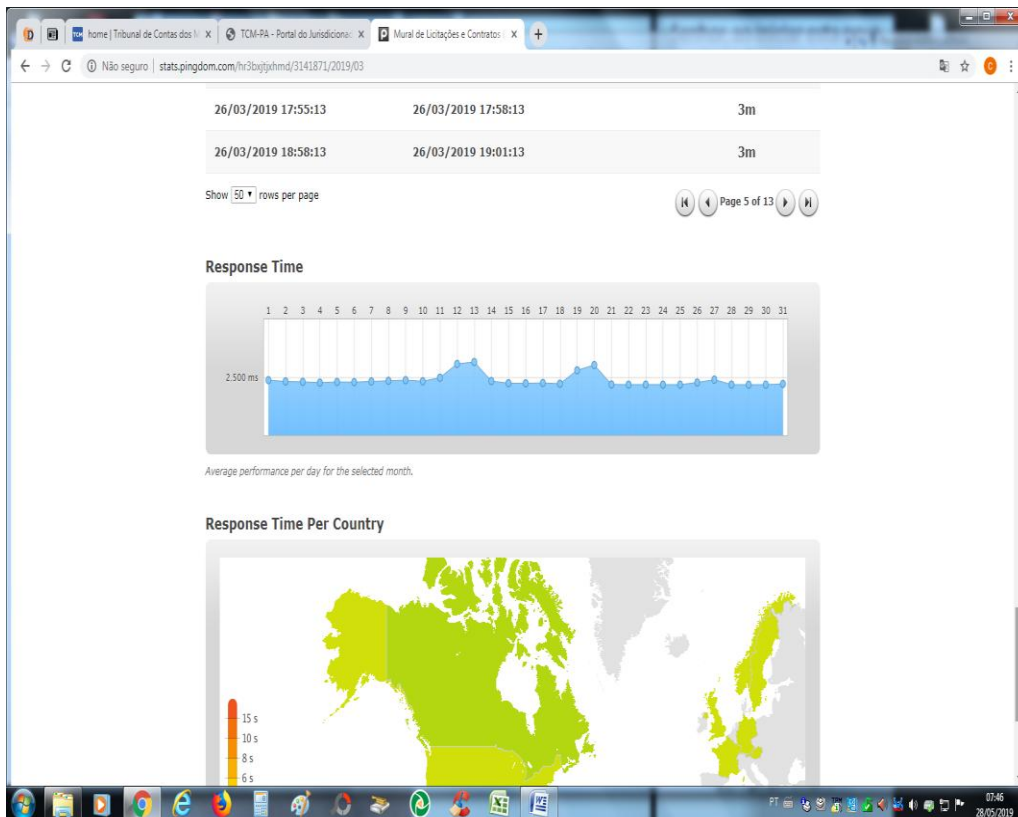 home | Tribunal de Contas dos M
TCM-PA - Portal do Jurisdicionad
Mural de Licitações e Contratos
Não seguro | stats.pingdom.com/hr3bxjtjxhmd/3141871/2019/03
26/03/2019 17:55:13 26/03/2019 17:58:13 3m
26/03/2019 18:58:13 26/03/2019 19:01:13 3m
Show 50 rows per page
Page 5 of 13
Response Time
1 2 3 4 5 6 7 8 9 10 11 12 13 14 15 16 17 18 19 20 21 22 23 24 25 26 27 28 29 30 31
2.500 ms
Average performance per day for the selected month.
Response Time Per Country
15 s
10 s
8 s
6 s
PT
07:46
28/05/2019